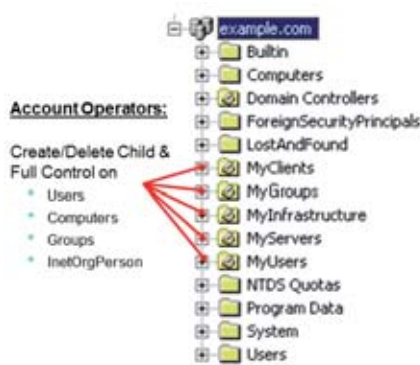 example.com
Builtin
Computers
Domain Controllers
ForeignSecurityPrincipals
LostAndFound
MyClients
MyGroups
MyInfrastructure
MyServers
MyUsers
NTDS Quotas
Program Data
System
Users
Account Operators:
Create/Delete Child &
Full Control on
Users
Computers
Groups
InetOrgPerson